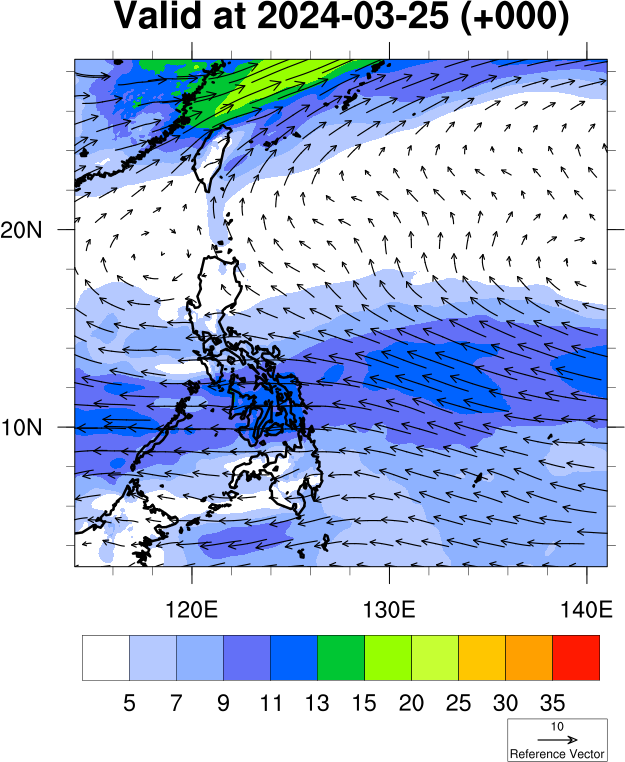 Valid at 2024-03-25 (+000)
20N
10N
120E 130E 140E
5 7 9 11 13 15 20 25 30 35
10
Reference Vector